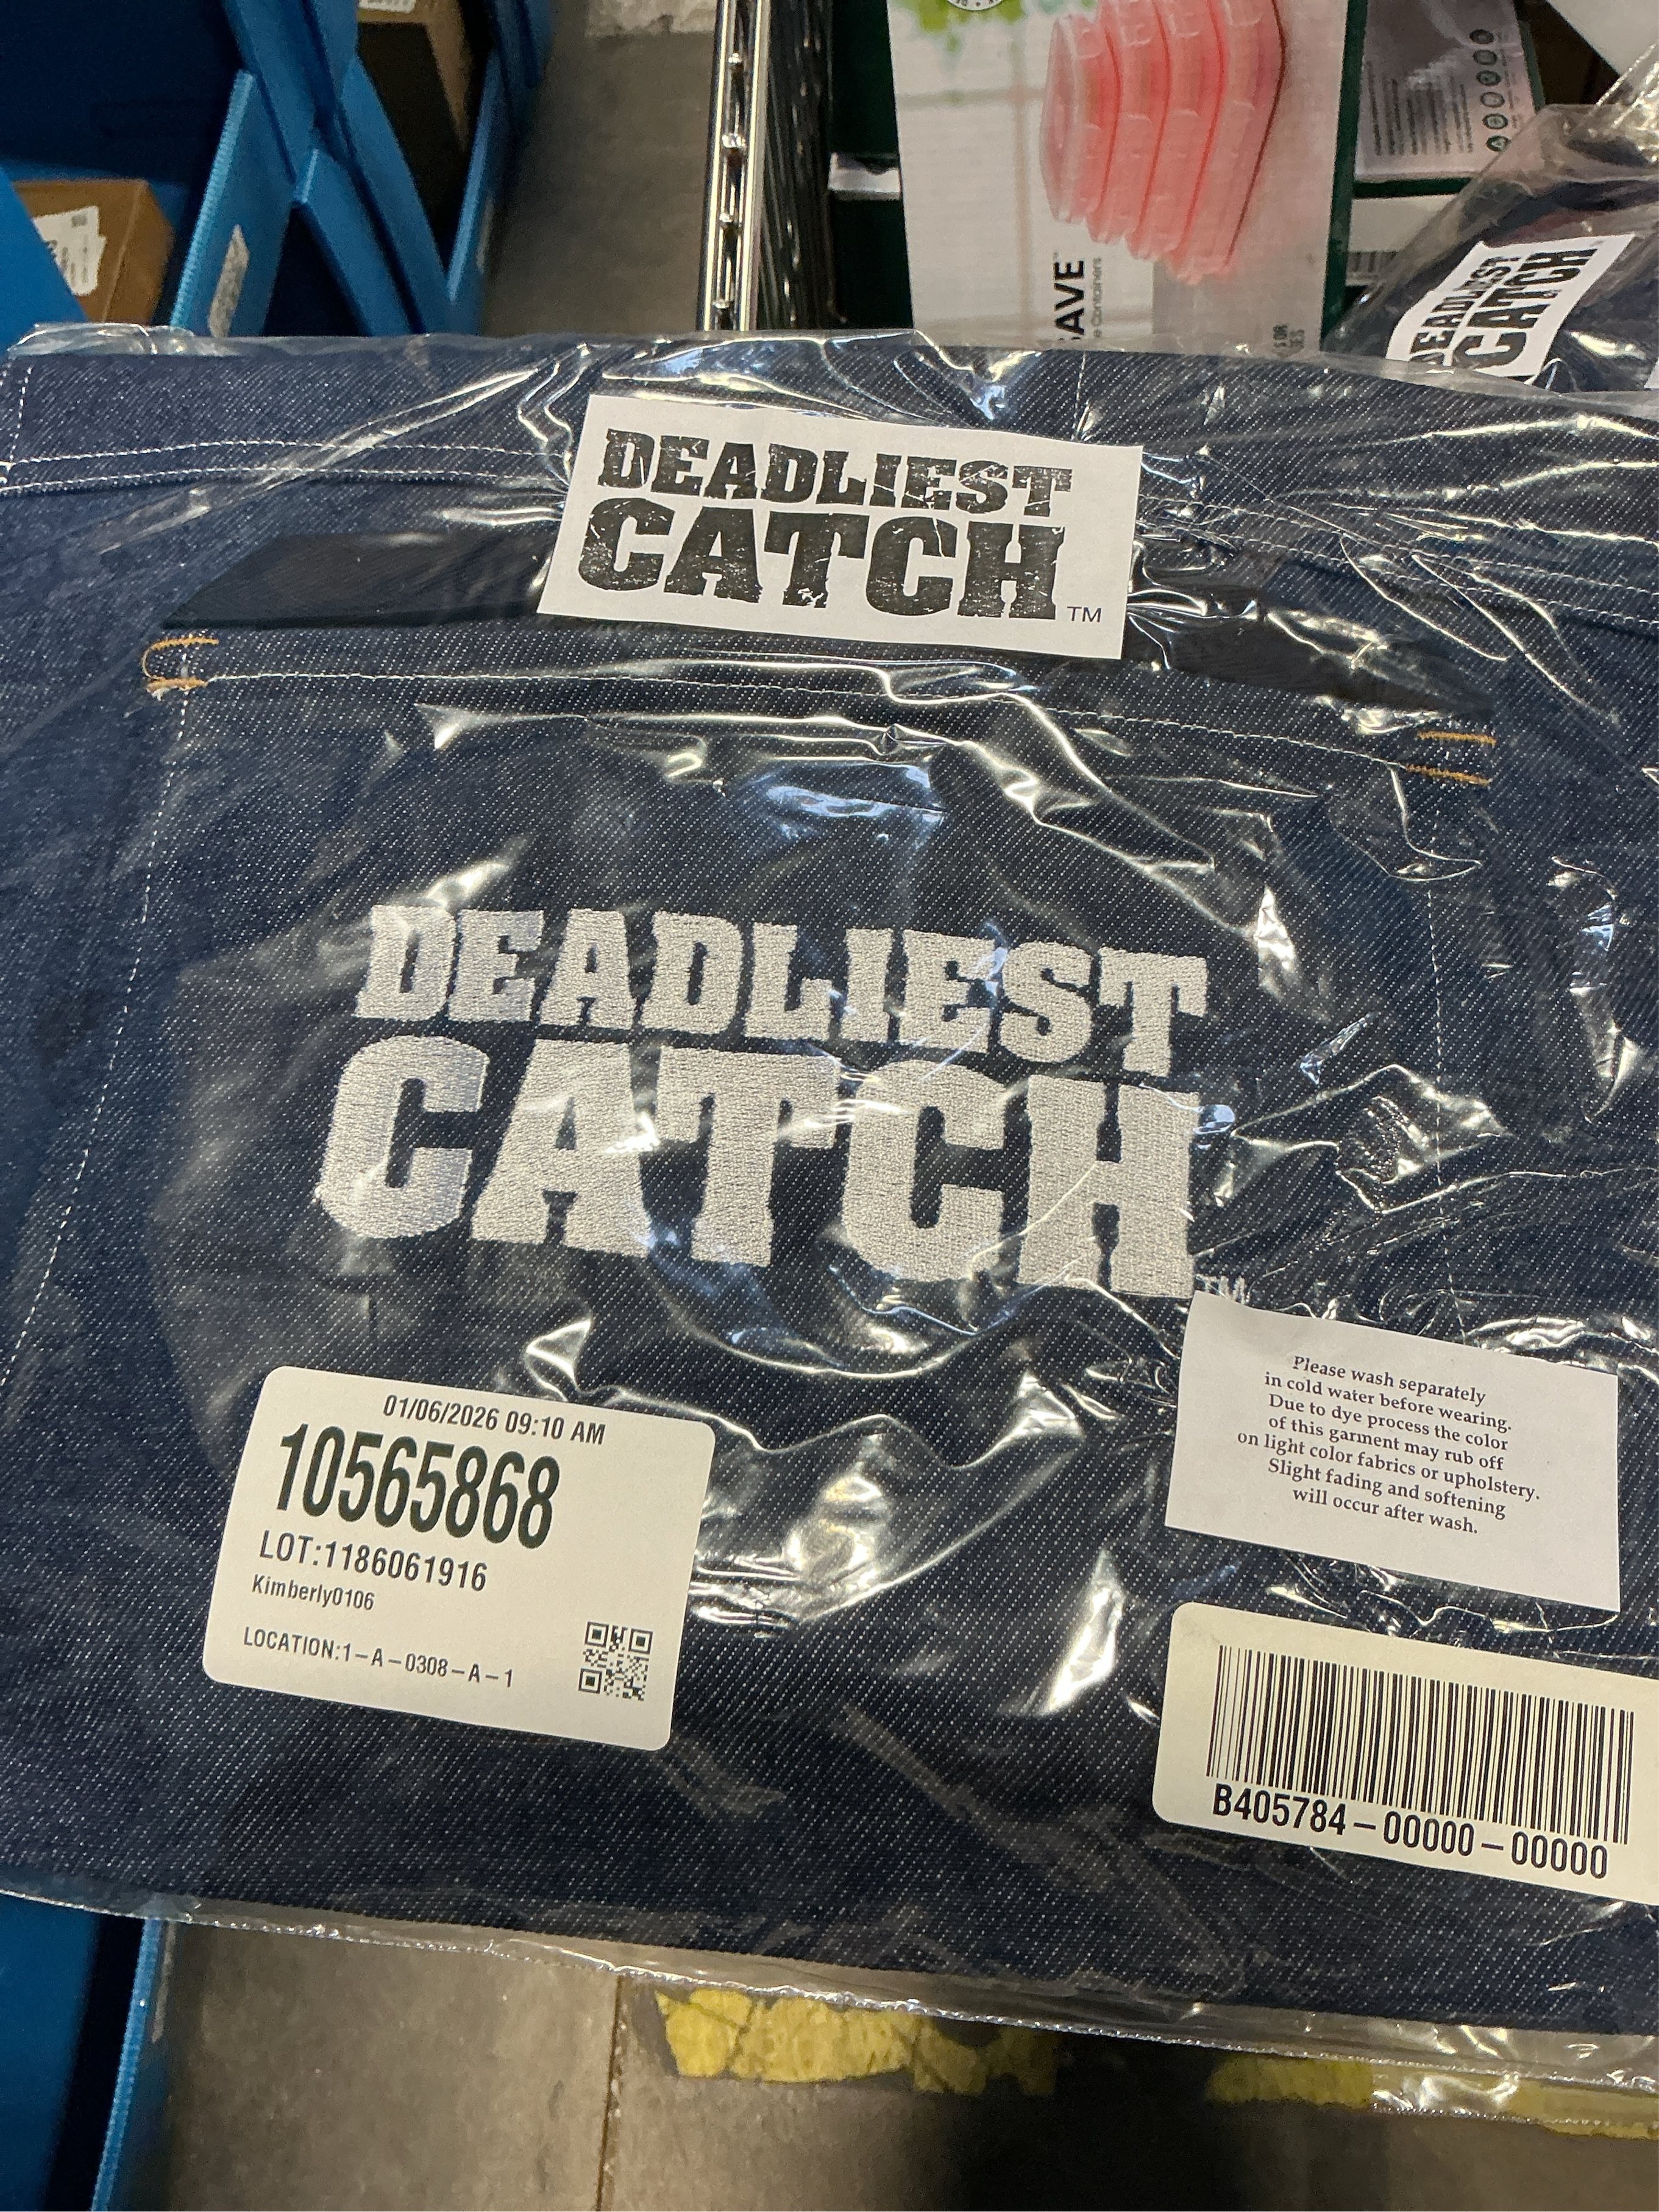 SAVE™
Containers
DEADLIEST
CATCH
DEADLIEST
CATCH
TM
DEADLIEST
CATCH
TM
Please wash separately
in cold water before wearing.
Due to dye process the color
of this garment may rub off
on light color fabrics or upholstery.
Slight fading and softening
will occur after wash.
01/06/2026 09:10 AM
10565868
LOT:1186061916
Kimberly0106
LOCATION:1-A-0308-A-1
B405784-00000-00000